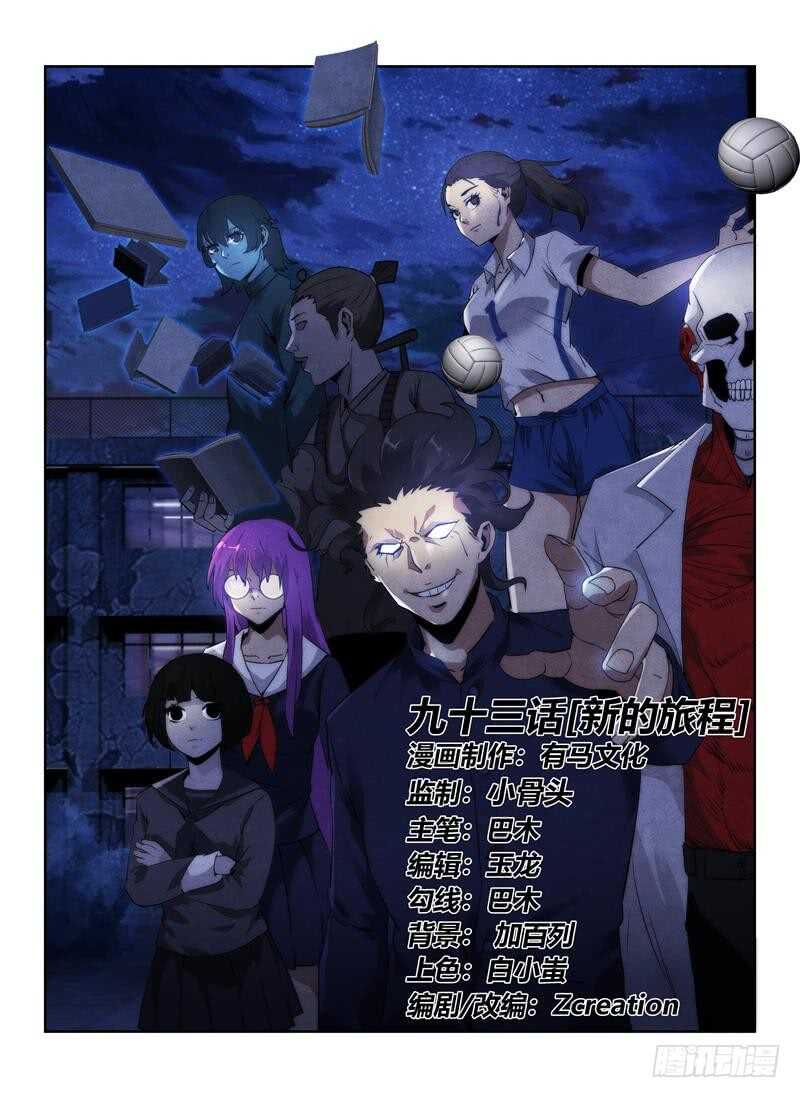 九十三话[新的旅程]
漫画制作：有马文化
监制：小骨头
主笔：巴木
编辑：玉龙
勾线：巴木
背景：加百列
上色：白小蚩
编剧/改编：Zcreation
1
腾讯动漫